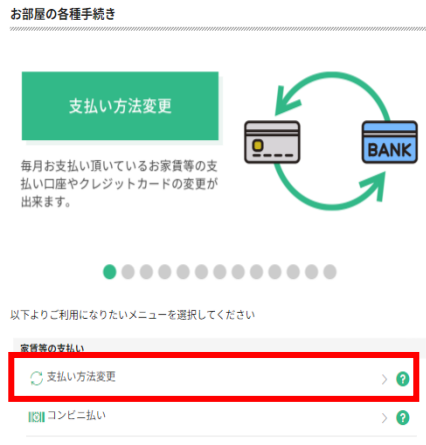 お部屋の各種手続き
支払い方法変更
毎月お支払い頂いているお家賃等の支
払い口座やクレジットカードの変更が
出来ます。
BANK
以下よりご利用になりたいメニューを選択してください
家賃等の支払い
支払い方法変更
?
コンビニ払い
?